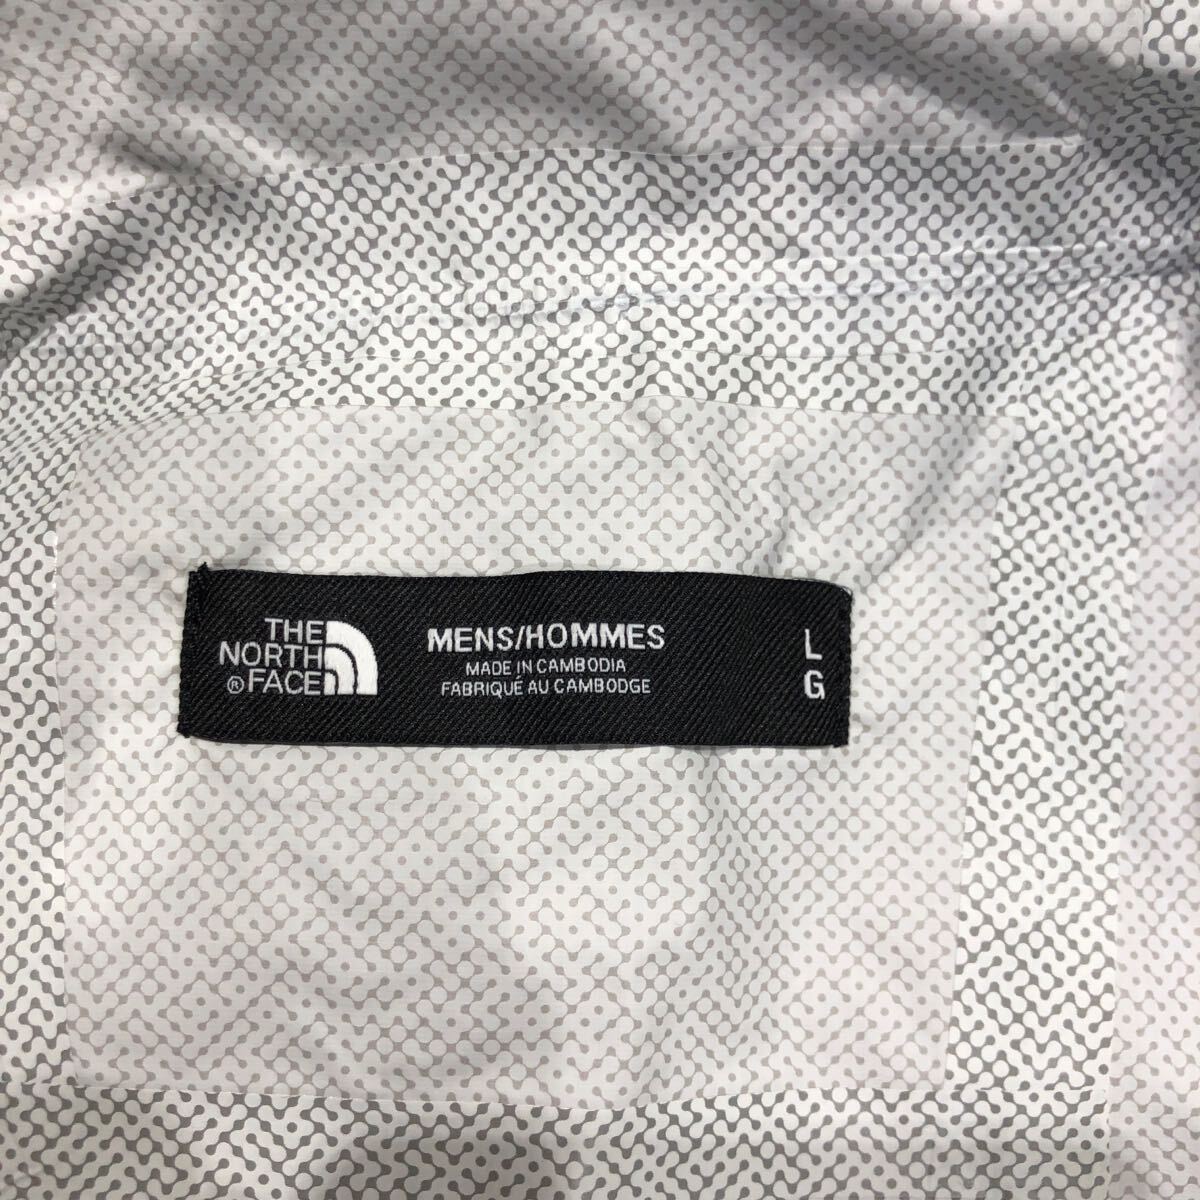 THE
NORTH
® FACE
MENS/HOMMES
MADE IN CAMBODIA
FABRIQUÉ AU CAMBODGE
L
G